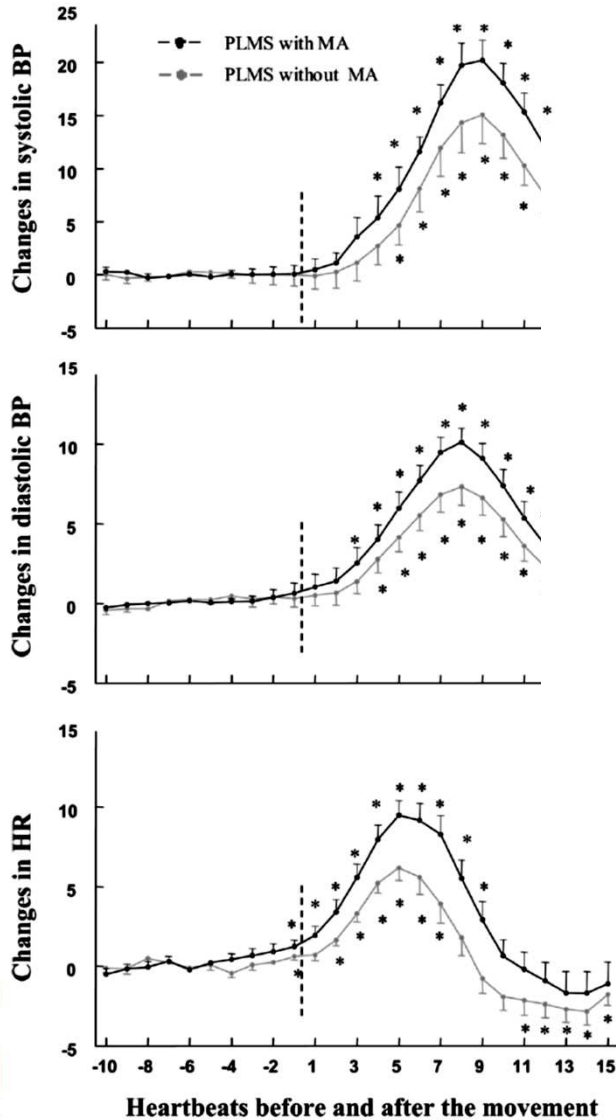 25
20
15
10
5
0
-5
Changes in systolic BP
PLMS with MA
PLMS without MA
* * * * * * * * *
* * * * * * *
15
10
5
0
-5
Changes in diastolic BP
* * * * * * * * * *
* * * * * * * *
15
10
5
0
-5
Changes in HR
* * * * * * * * * *
* * * * * * * * * * * * *
-10 -8 -6 -4 -2 1 3 5 7 9 11 13 15
Heartbeats before and after the movement